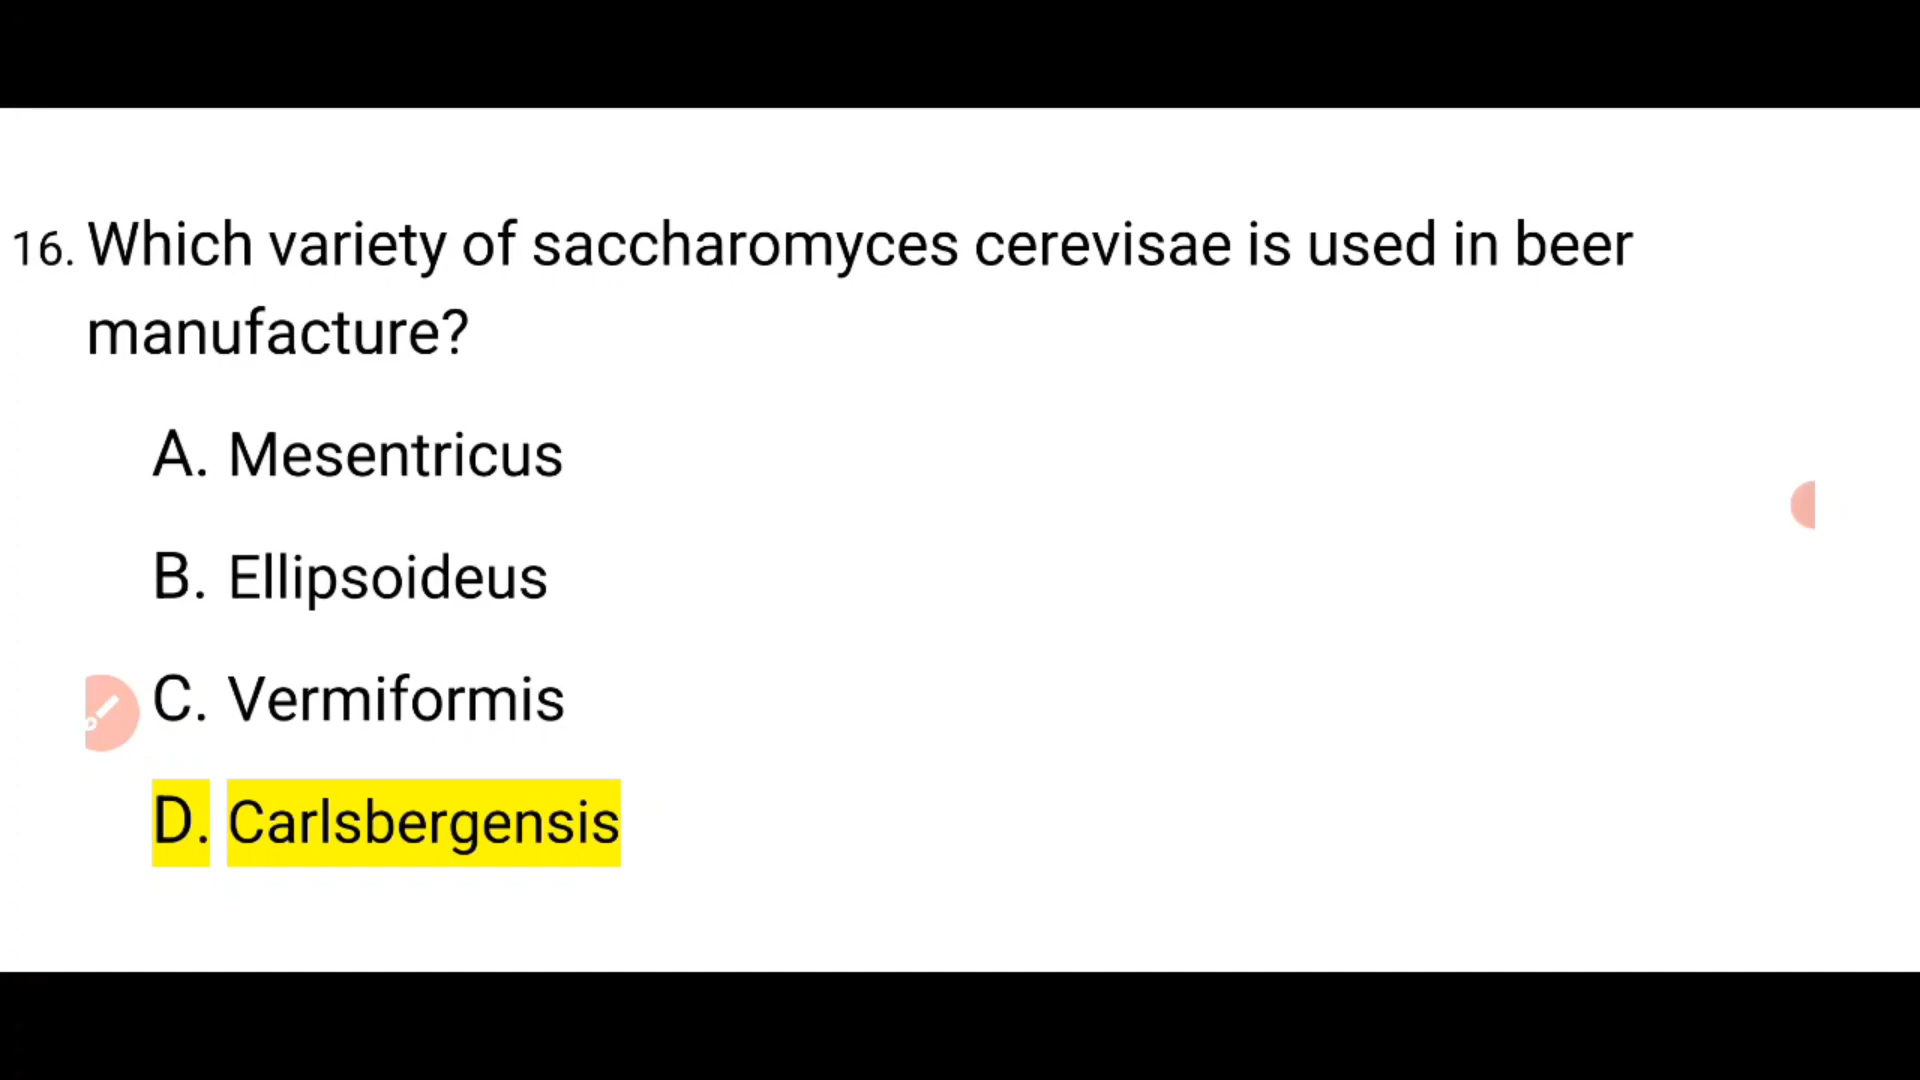 16. Which variety of saccharomyces cerevisae is used in beer
manufacture?
A. Mesentricus
B. Ellipsoideus
C. Vermiformis
D. Carlsbergensis